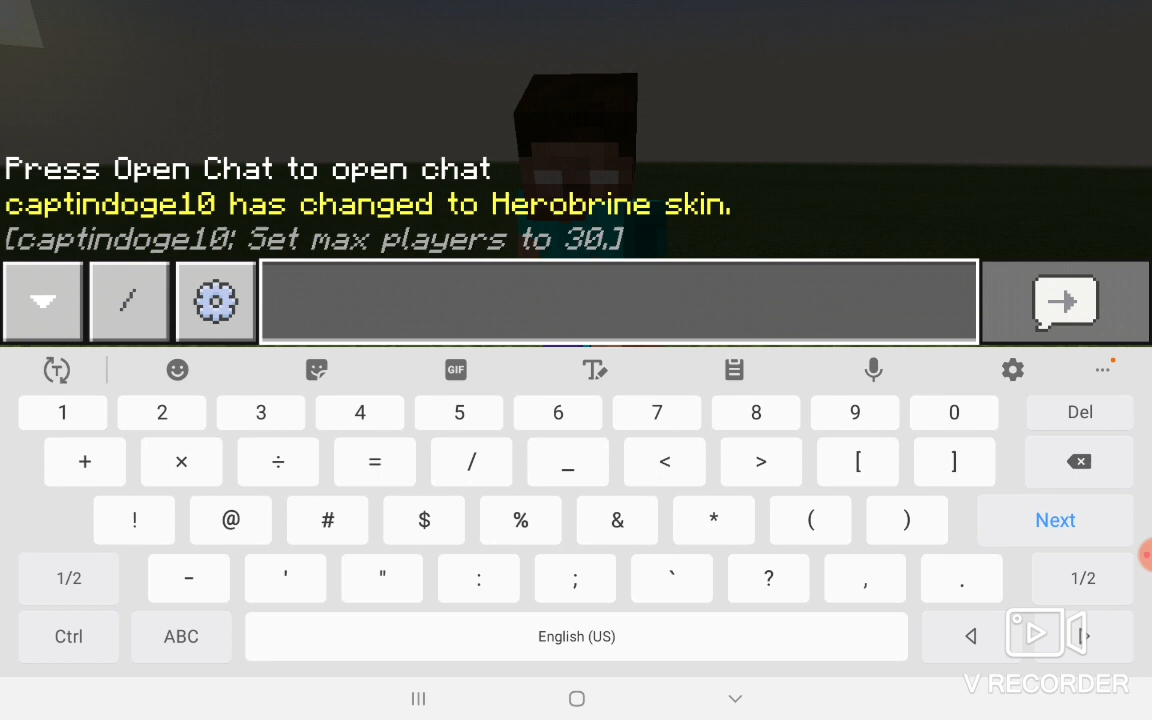 Press Open Chat to open chat
captindoge10 has changed to Herobrine skin.
[captindoge10: Set max players to 30.]
/
GIF
1 2 3 4 5 6 7 8 9 0 Del
+ × ÷ = / _ < > [ ]
! @ # $ % & * ( ) Next
1/2 - ' " : ; ` ? , . 1/2
Ctrl ABC English (US)
V RECORDER